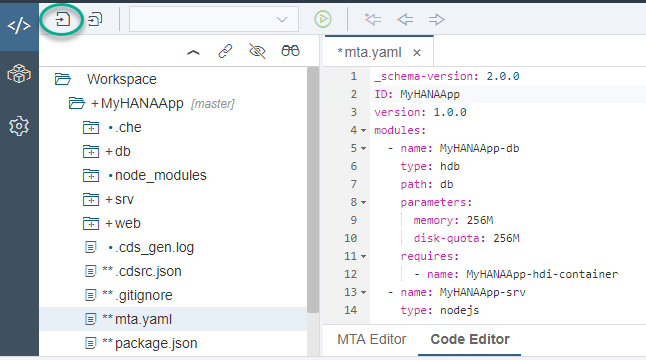 Workspace
+ MyHANAApp [master]
• .che
+ db
• node_modules
+ srv
+ web
• .cds_gen.log
** .cdsrc.json
** .gitignore
** mta.yaml
** package.json
* mta.yaml ×
1 _schema-version: 2.0.0
2 ID: MyHANAApp
3 version: 1.0.0
4 modules:
5 - name: MyHANAApp-db
6 type: hdb
7 path: db
8 parameters:
9 memory: 256M
10 disk-quota: 256M
11 requires:
12 - name: MyHANAApp-hdi-container
13 - name: MyHANAApp-srv
14 type: nodejs
MTA Editor Code Editor